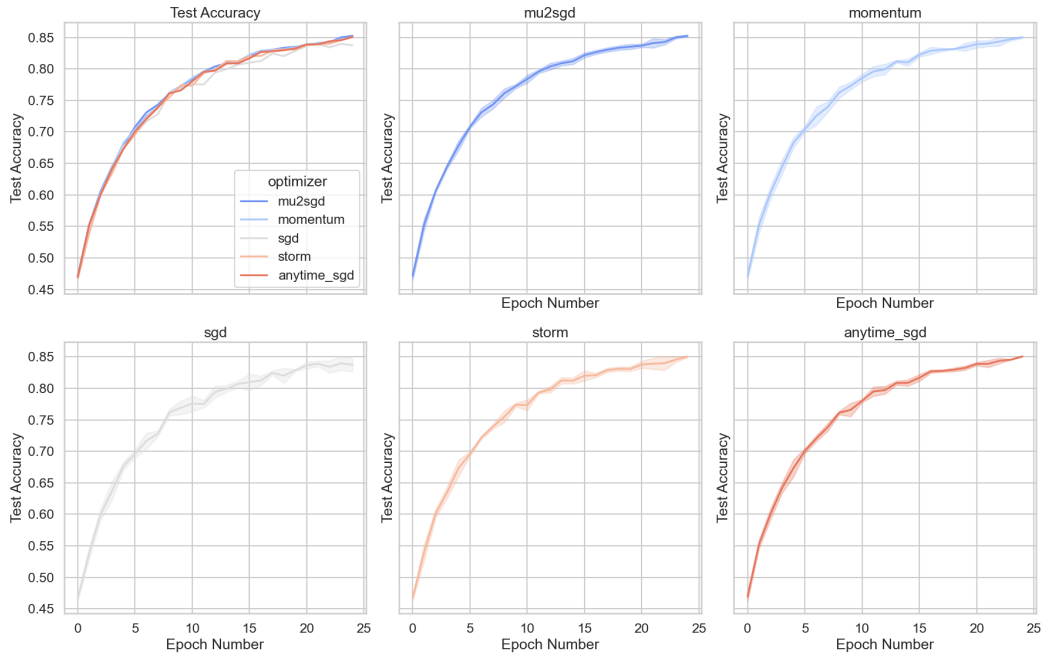 Test Accuracy
mu2sgd
momentum
0.85
0.80
0.75
0.70
0.65
0.60
0.55
0.50
0.45
Test Accuracy
optimizer
mu2sgd
momentum
sgd
storm
anytime_sgd
Test Accuracy
Epoch Number
Test Accuracy
Epoch Number
sgd
storm
anytime_sgd
0.85
0.80
0.75
0.70
0.65
0.60
0.55
0.50
0.45
Test Accuracy
0 5 10 15 20 25
Epoch Number
Test Accuracy
0 5 10 15 20 25
Epoch Number
Test Accuracy
0 5 10 15 20 25
Epoch Number